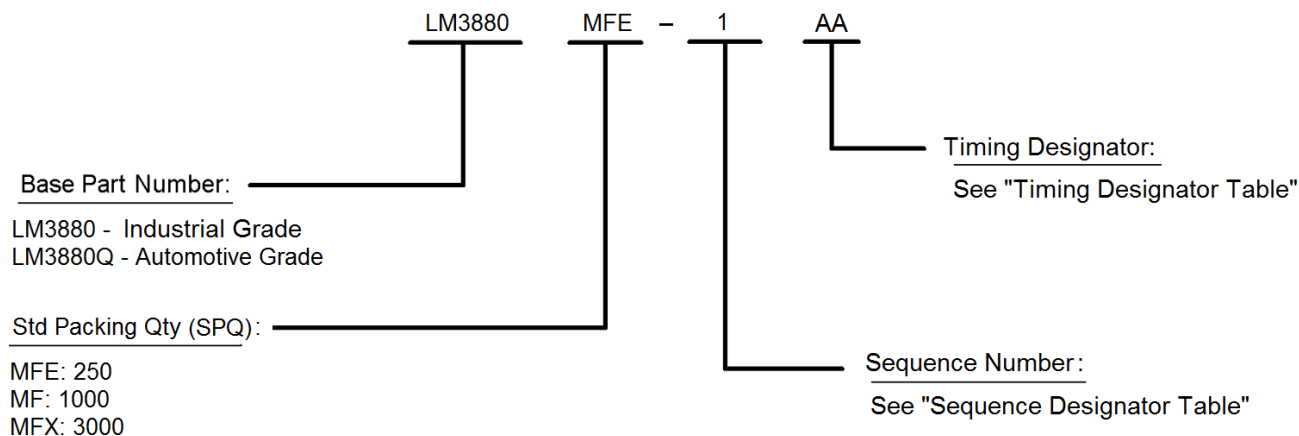 LM3880 MFE – 1 AA
Timing Designator:
See "Timing Designator Table"
Base Part Number:
LM3880 - Industrial Grade
LM3880Q - Automotive Grade
Std Packing Qty (SPQ):
MFE: 250
MF: 1000
MFX: 3000
Sequence Number:
See "Sequence Designator Table"